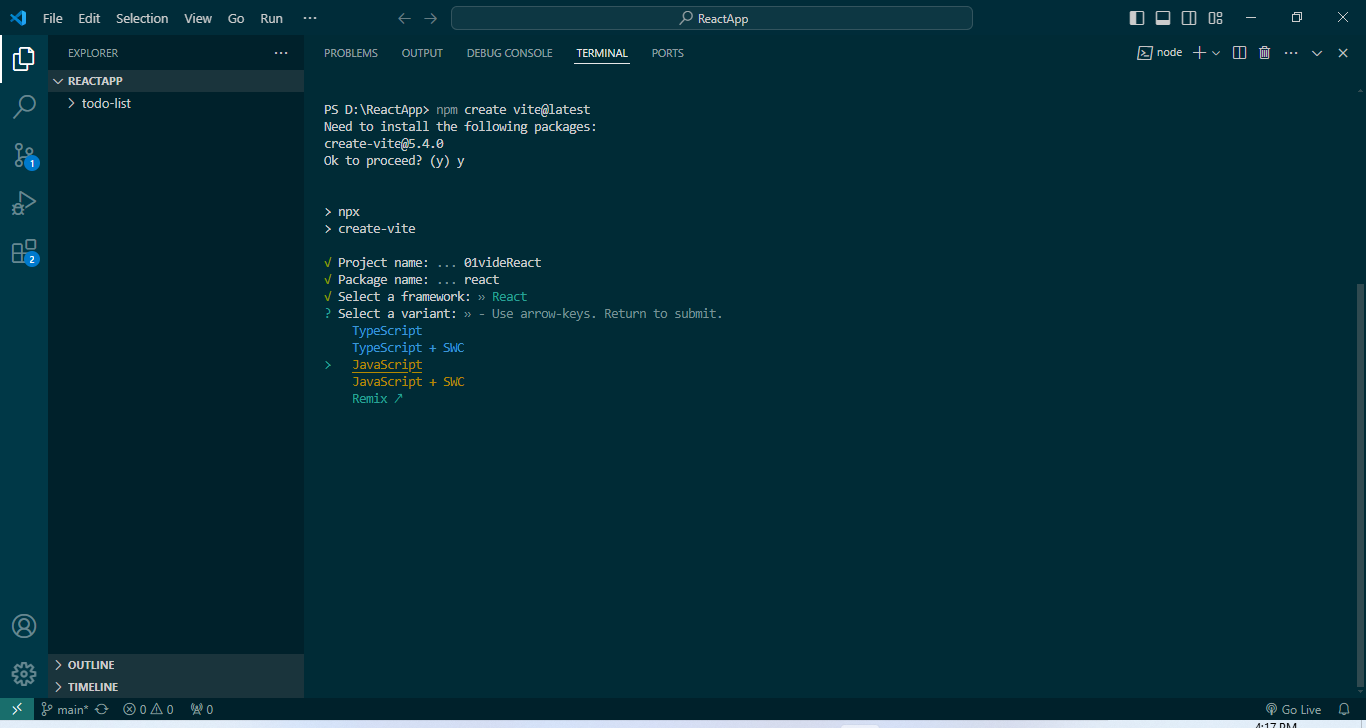 File Edit Selection View Go Run ···
ReactApp
EXPLORER ···
REACTAPP
todo-list
PROBLEMS OUTPUT DEBUG CONSOLE TERMINAL PORTS
node
PS D:\ReactApp> npm create vite@latest
Need to install the following packages:
create-vite@5.4.0
Ok to proceed? (y) y
> npx
> create-vite
√ Project name: ... 01videReact
√ Package name: ... react
√ Select a framework: » React
? Select a variant: » - Use arrow-keys. Return to submit.
TypeScript
TypeScript + SWC
> JavaScript
JavaScript + SWC
Remix ↗
1
2
OUTLINE
TIMELINE
main* 0 0 0
Go Live
4:17 PM